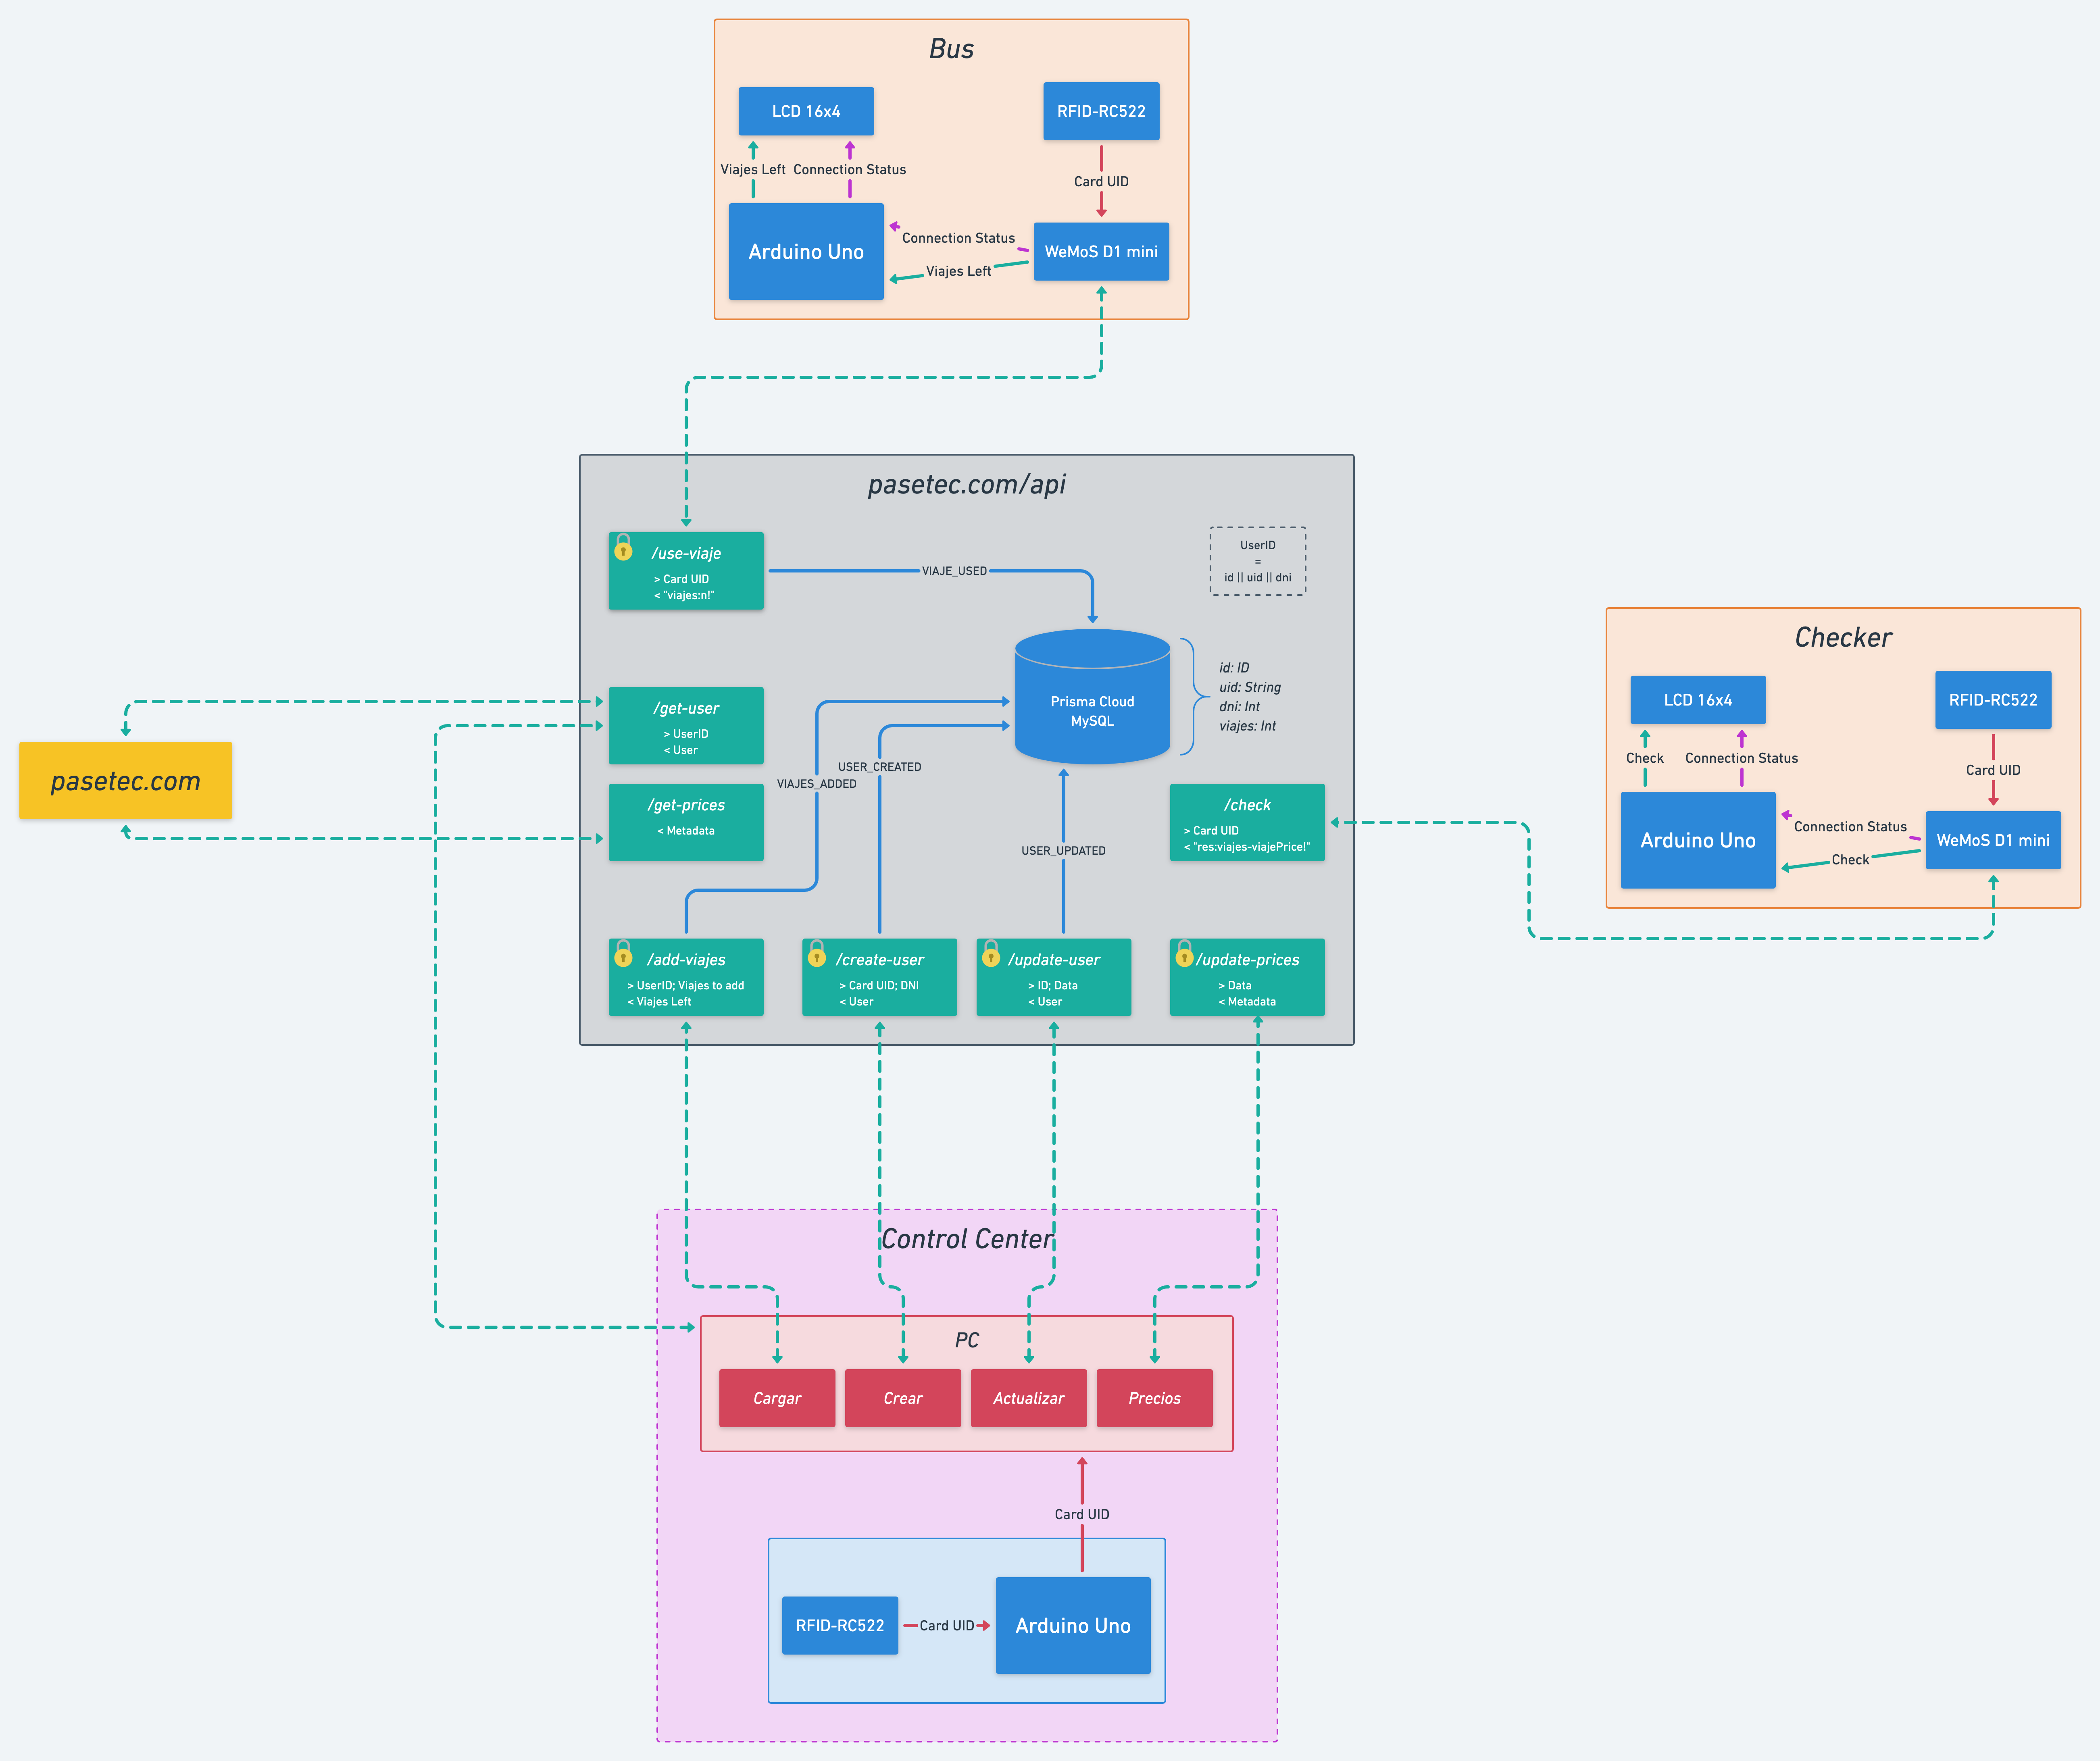 Bus
LCD 16x4
RFID-RC522
Viajes Left
Connection Status
Card UID
Arduino Uno
Connection Status
Viajes Left
WeMoS D1 mini
pasetec.com/api
/use-viaje
> Card UID
< "viajes:n!"
VIAJE_USED
UserID
=
id || uid || dni
Prisma Cloud
MySQL
id: ID
uid: String
dni: Int
viajes: Int
/get-user
> UserID
< User
/get-prices
< Metadata
VIAJES_ADDED
USER_CREATED
USER_UPDATED
/check
> Card UID
< "res:viajes-viajePrice!"
/add-viajes
> UserID; Viajes to add
< Viajes Left
/create-user
> Card UID; DNI
< User
/update-user
> ID; Data
< User
/update-prices
> Data
< Metadata
pasetec.com
Checker
LCD 16x4
RFID-RC522
Check
Connection Status
Card UID
Arduino Uno
Connection Status
Check
WeMoS D1 mini
Control Center
PC
Cargar
Crear
Actualizar
Precios
Card UID
RFID-RC522
Card UID
Arduino Uno